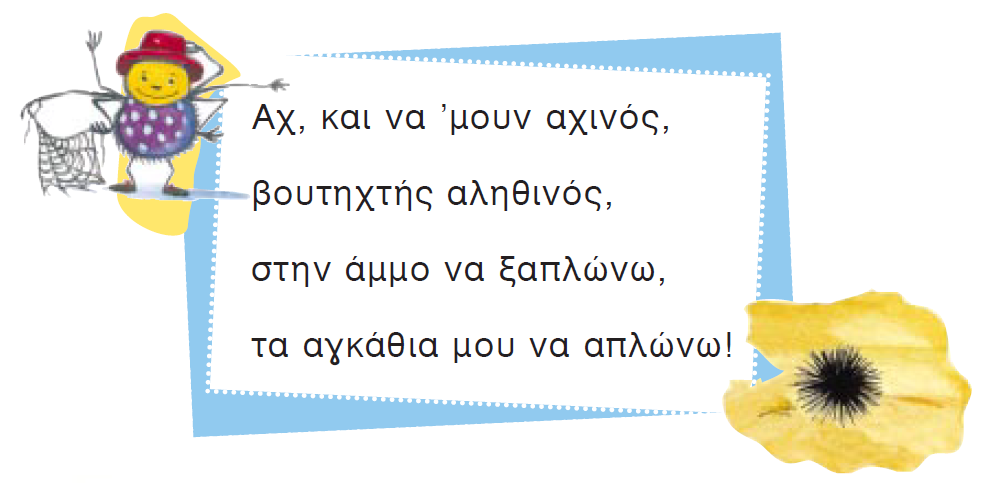 Αχ, και να ’μουν αχινός,
βουτηχτής αληθινός,
στην άμμο να ξαπλώνω,
τα αγκάθια μου να απλώνω!